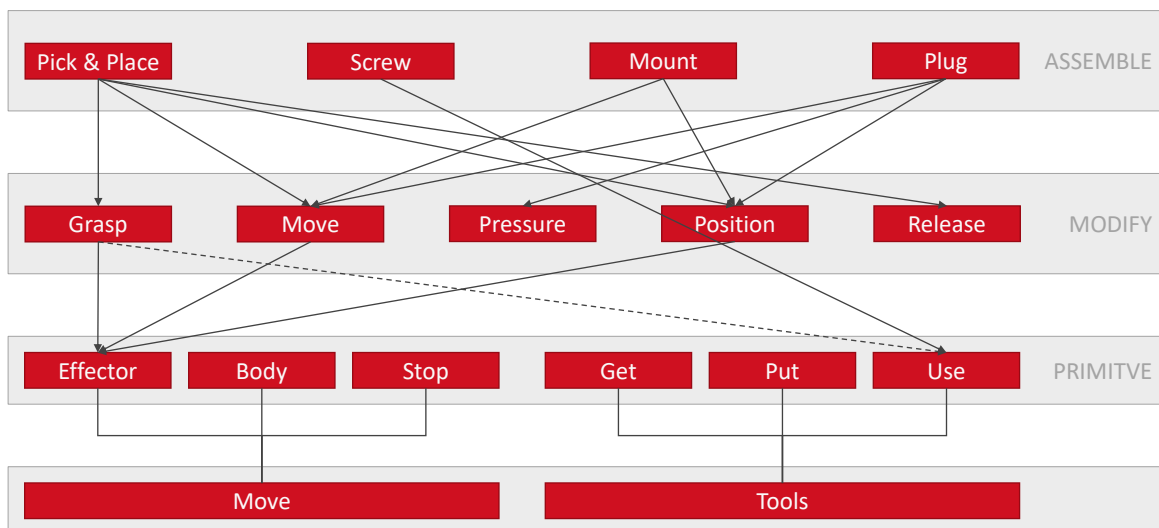 Pick & Place Screw Mount Plug ASSEMBLE
Grasp Move Pressure Position Release MODIFY
Effector Body Stop Get Put Use PRIMITVE
Move Tools